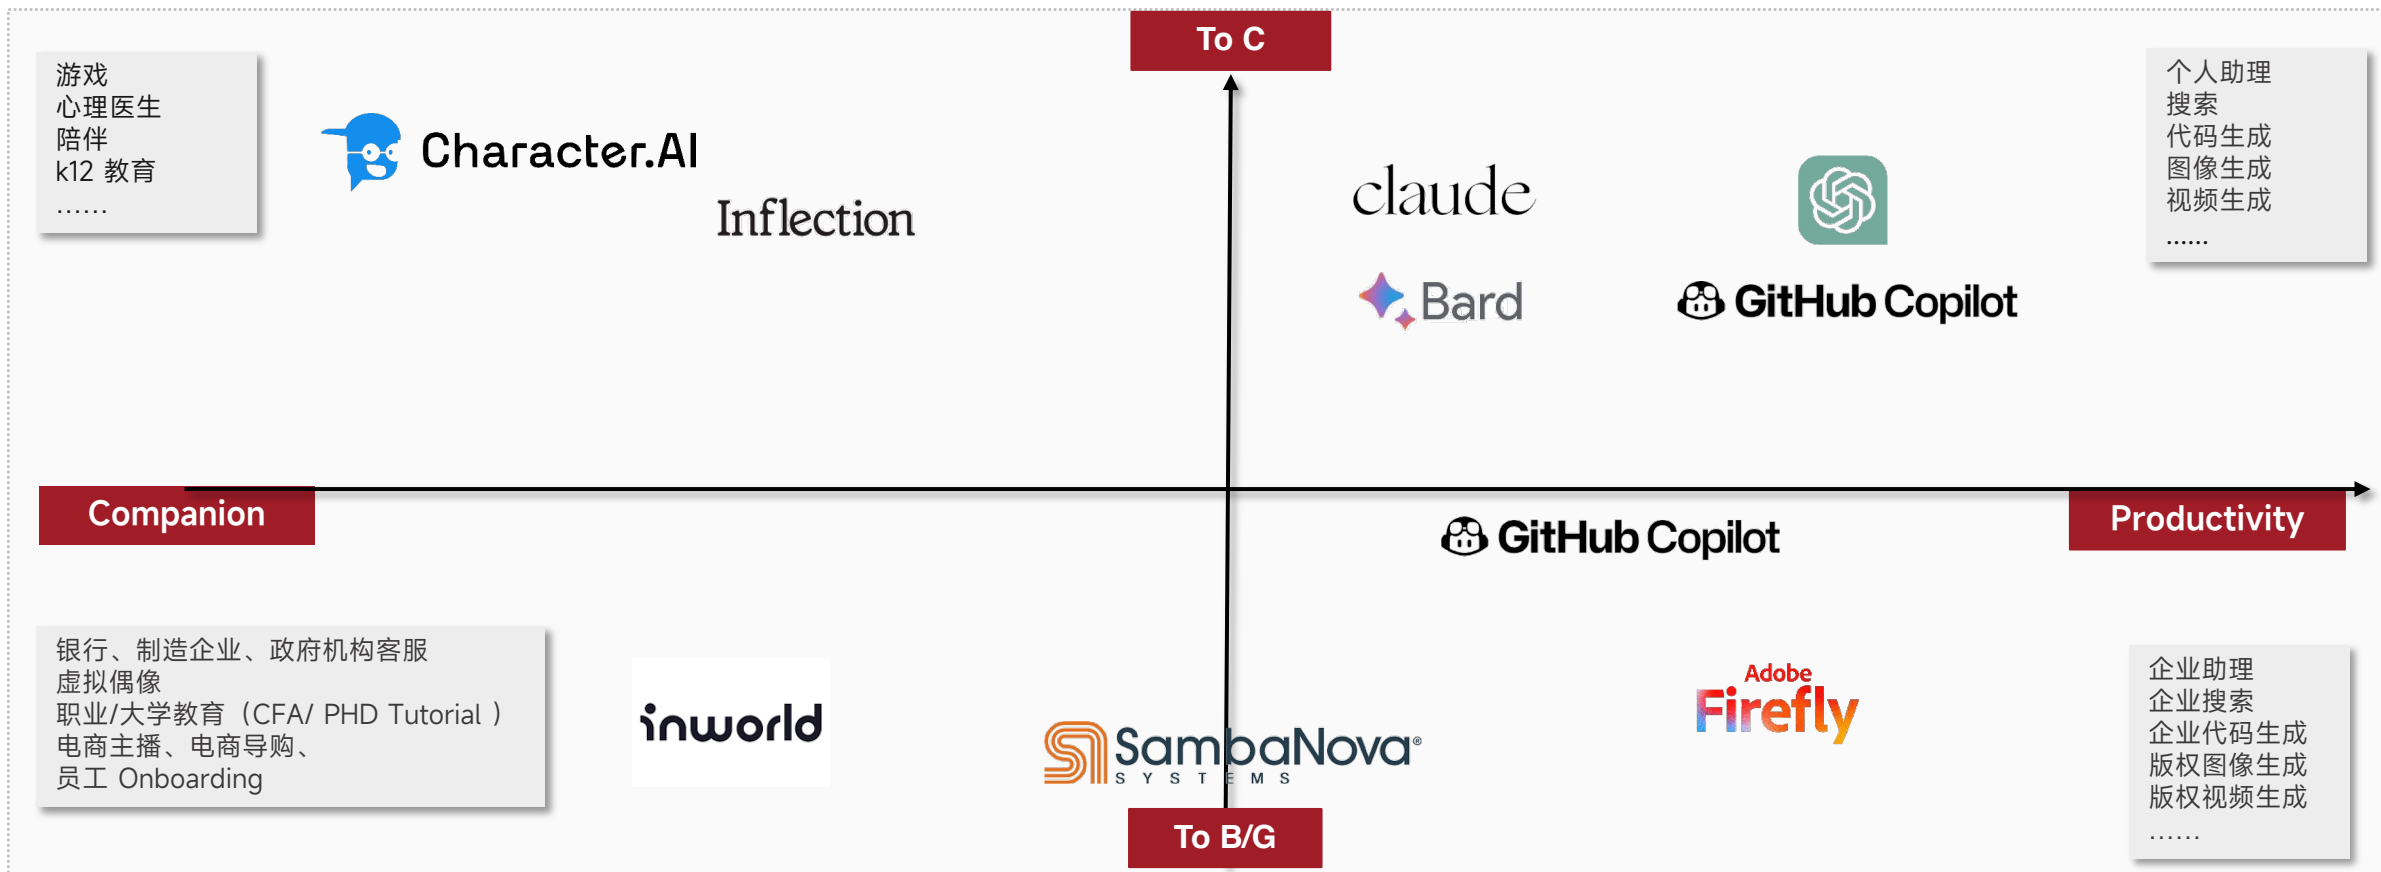 To C
游戏
心理医生
陪伴
k12 教育
……
Character.AI
Inflection
claude
Bard
GitHub Copilot
个人助理
搜索
代码生成
图像生成
视频生成
……
Companion
Productivity
GitHub Copilot
银行、制造企业、政府机构客服
虚拟偶像
职业/大学教育（CFA/ PHD Tutorial ）
电商主播、电商导购、
员工 Onboarding
inworld
SambaNova®
SYSTEMS
Adobe
Firefly
企业助理
企业搜索
企业代码生成
版权图像生成
版权视频生成
……
To B/G